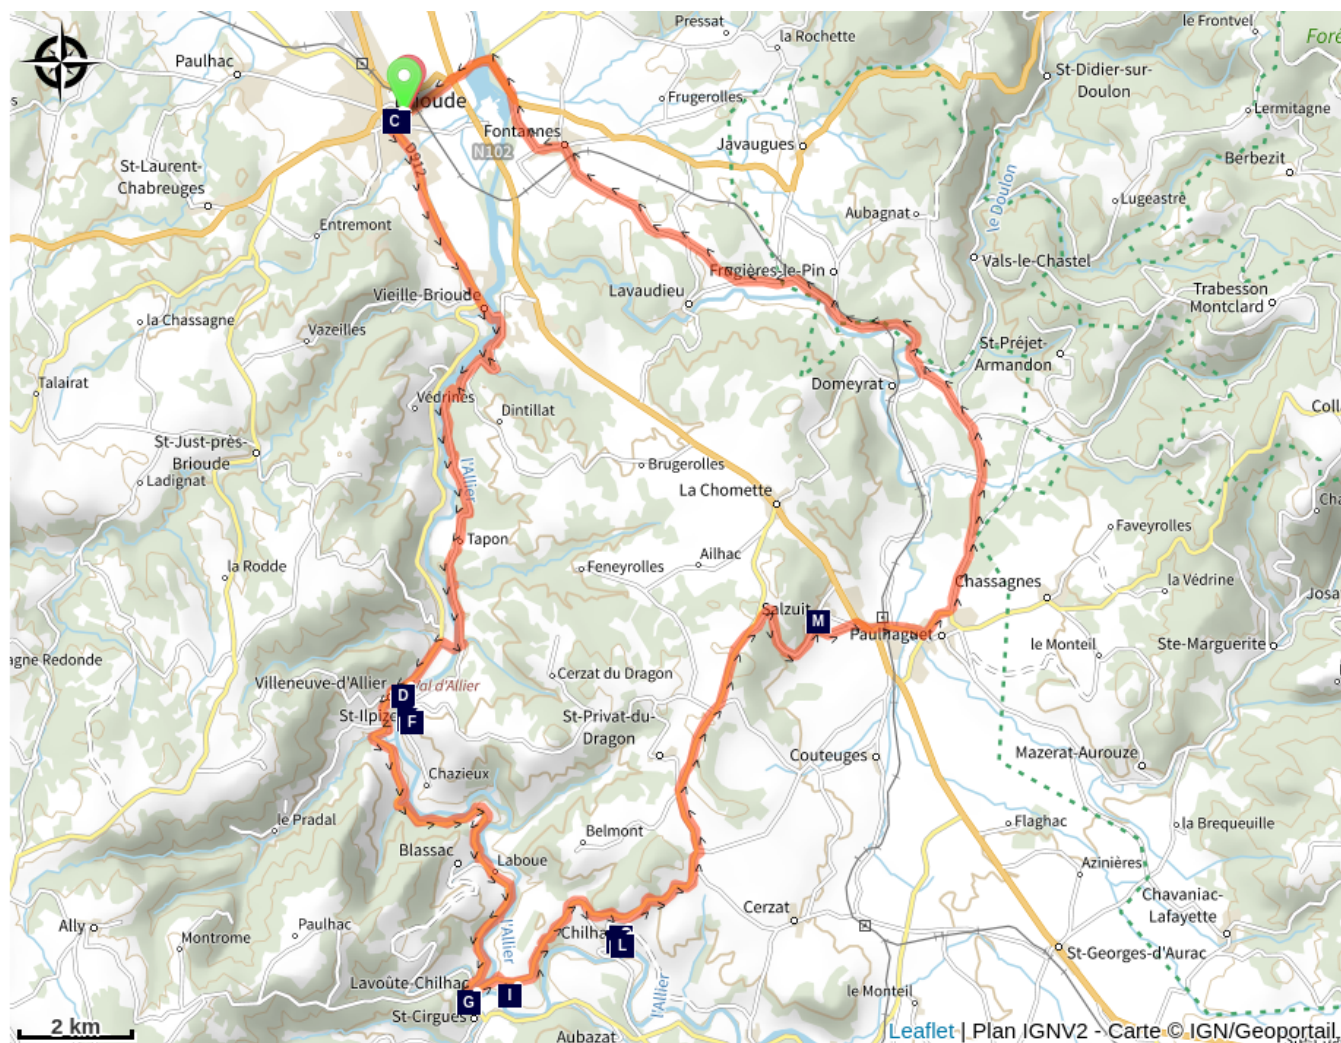 Pressat
le Frontvel
la Rochette
Paulhac
St-Didier-sur-
Doulon
Frugerolles
Lermitagne
C
Fontannes
N102
D912
Javaugues
Berbezit
St-Laurent-
Chabreuges
le Doulon
Lugeastre
Aubagnat
Entremont
Vals-le-Chastel
Frugières-le-Pin
Lavaudieu
Trabesson
Montclard
Vieille-Brioude
la Chassagne
Vazeilles
St-Préjet-
Armandon
Talairat
Domeyrat
Védrines
Dintillat
St-Just-près-
Brioude
Ladignat
l'Allier
Brugerolles
La Chomette
Faveyrolles
Tapon
Ailhac
la Rodde
Feneyrolles
Chassagnes
la Védrine
Salzuit
M
Paulhaguet
le Monteil
Ste-Marguerite
agne Redonde
Cerzat du Dragon
Villeneuve-d'Allier
D
Val d'Allier
St-Ilpize
F
St-Privat-du-
Dragon
Couteuges
Mazerat-Aurouze
Chazieux
le Pradal
Belmont
Flaghac
la Brequeuille
Blassac
Laboue
Azinières
Chavaniac-
Lafayette
Ally
Paulhac
Montrome
l'Allier
L
Cerzat
St-Georges-d'Aurac
Lavoûte-Chilhac
G
I
St-Cirgues
l'Allier
le Monteil
2 km
Aubazat
Leaflet | Plan IGNV2 - Carte © IGN/Geoportail